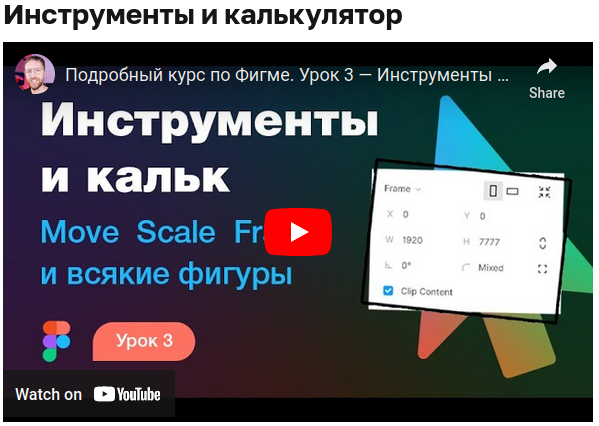 Инструменты и калькулятор
Подробный курс по Фигме. Урок 3 — Инструменты ...
Share
Инструменты
и кальк
Move Scale Fra
и всякие фигуры
Frame
X 0 Y 0
W 1920 H 7777
0° Mixed
Clip Content
Урок 3
Watch on YouTube